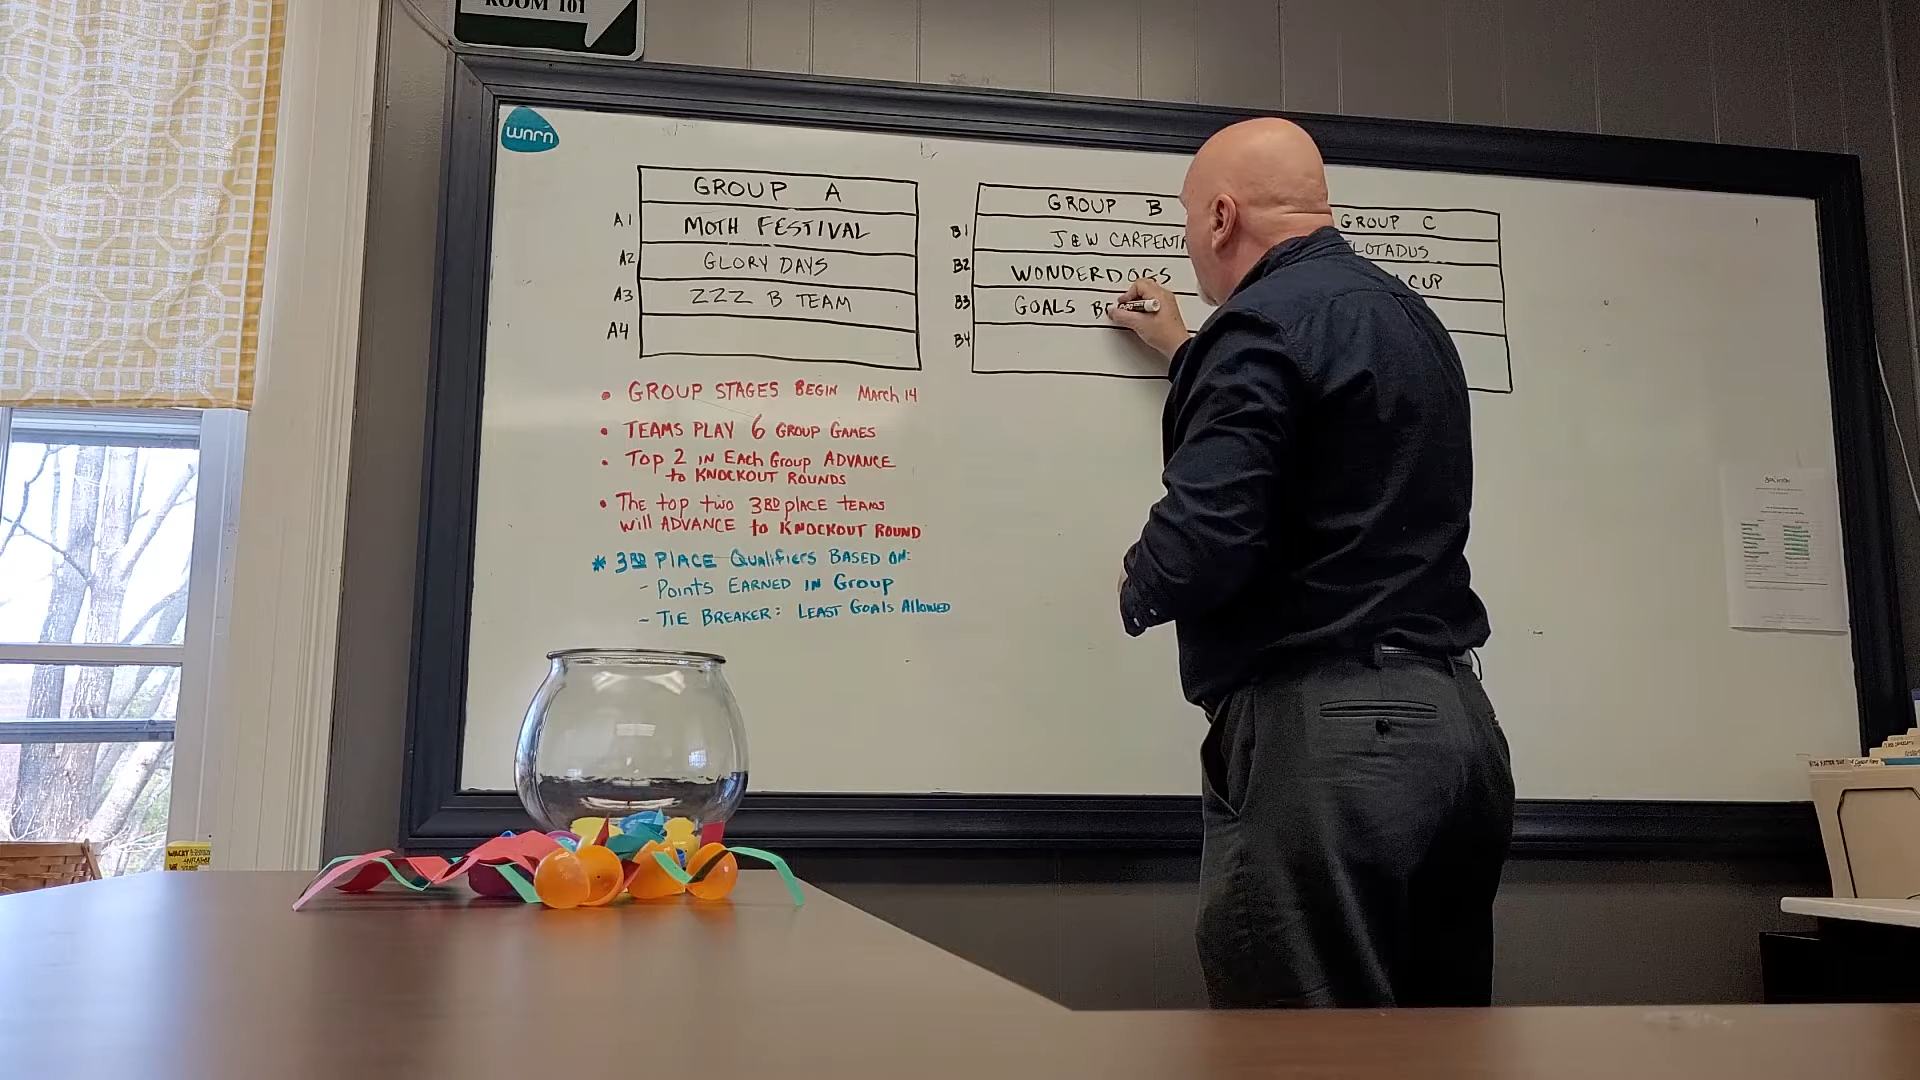 ROOM 101
wnrn
GROUP A
A1 MOTH FESTIVAL
A2 GLORY DAYS
A3 ZZZ B TEAM
A4
GROUP B
B1 J&W
B2 WONDERDOGS
B3 GOALS
B4
GROUP C
CUP
• GROUP STAGES BEGIN March 14
• TEAMS PLAY 6 GROUP GAMES
• TOP 2 IN EACH GROUP ADVANCE
to KNOCKOUT ROUNDS
• The top two 3RD place teams
will ADVANCE to KNOCKOUT ROUND
* 3RD PLACE Qualifiers BASED ON:
- Points EARNED IN Group
- TIE BREAKER: LEAST GOALS Allowed